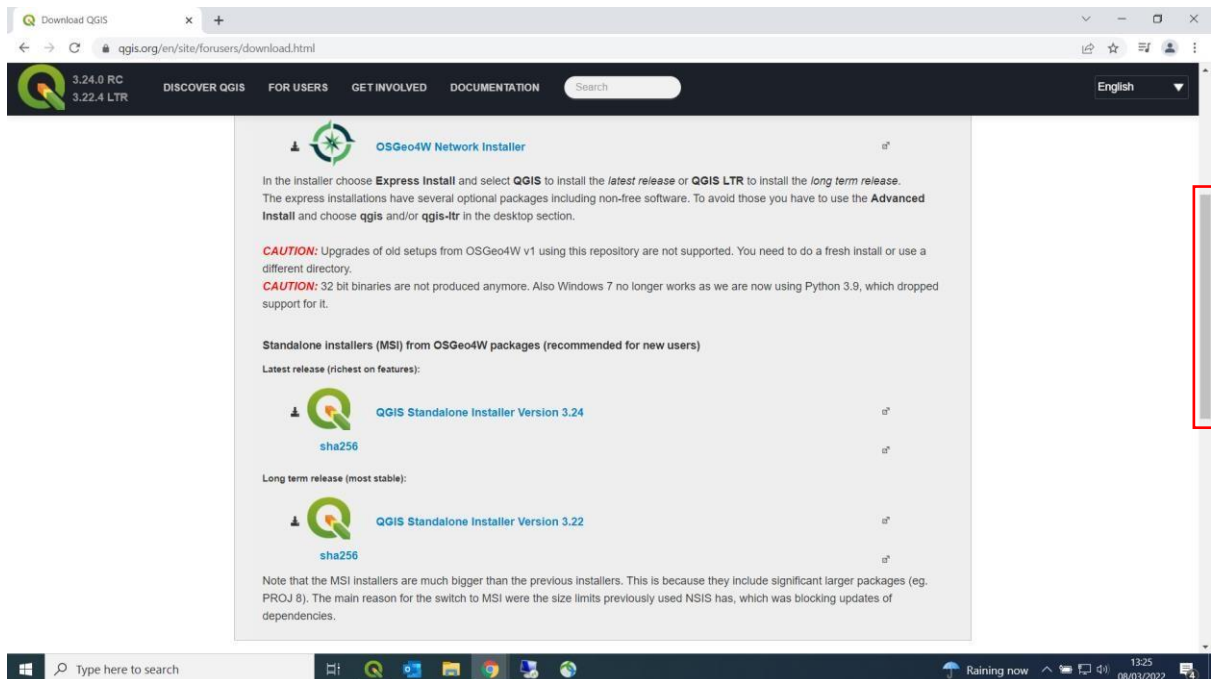 Download QGIS
qgis.org/en/site/forusers/download.html
3.24.0 RC
3.22.4 LTR
DISCOVER QGIS FOR USERS GET INVOLVED DOCUMENTATION Search English
OSGeo4W Network Installer
In the installer choose Express Install and select QGIS to install the latest release or QGIS LTR to install the long term release.
The express installations have several optional packages including non-free software. To avoid those you have to use the Advanced
Install and choose qgis and/or qgis-ltr in the desktop section.
CAUTION: Upgrades of old setups from OSGeo4W v1 using this repository are not supported. You need to do a fresh install or use a
different directory.
CAUTION: 32 bit binaries are not produced anymore. Also Windows 7 no longer works as we are now using Python 3.9, which dropped
support for it.
Standalone installers (MSI) from OSGeo4W packages (recommended for new users)
Latest release (richest on features):
QGIS Standalone Installer Version 3.24
sha256
Long term release (most stable):
QGIS Standalone Installer Version 3.22
sha256
Note that the MSI installers are much bigger than the previous installers. This is because they include significant larger packages (eg.
PROJ 8). The main reason for the switch to MSI were the size limits previously used NSIS has, which was blocking updates of
dependencies.
Type here to search
Raining now
13:25
08/03/2022
4